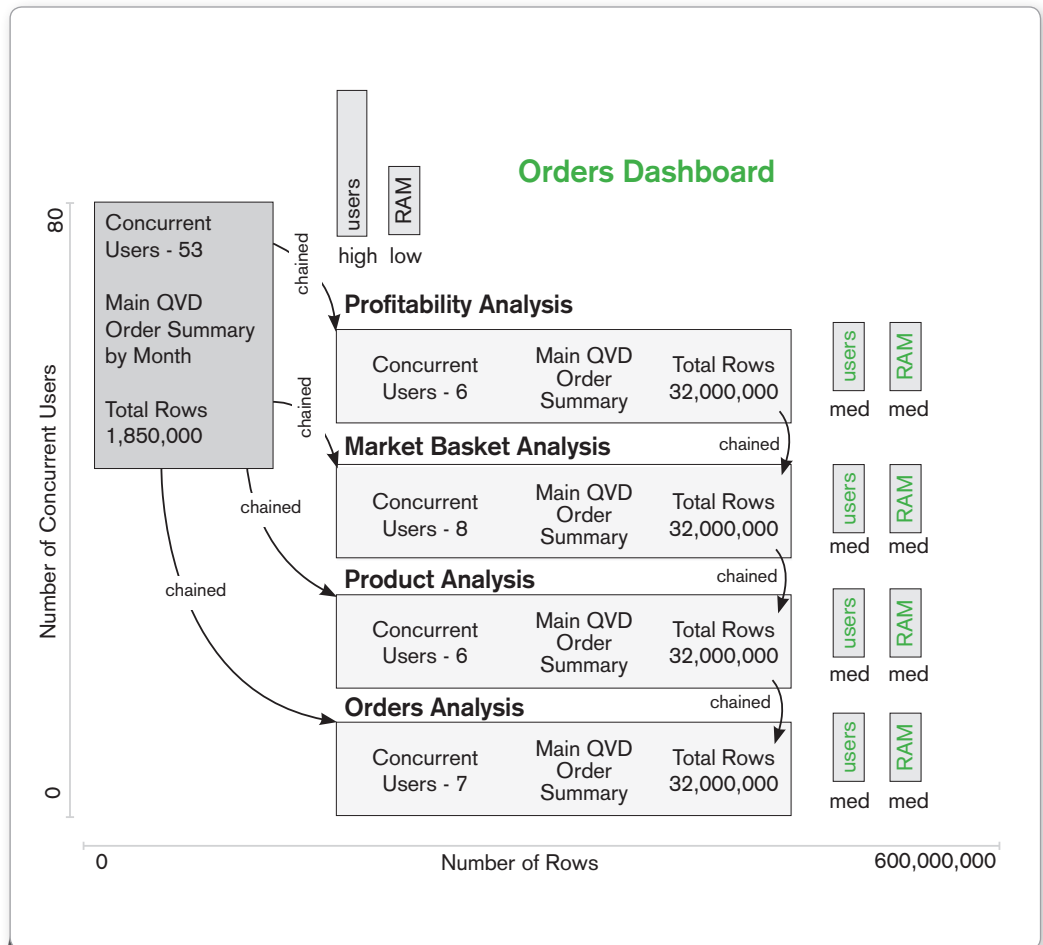 Orders Dashboard
users
RAM
high
low
80
Number of Concurrent Users
0
Concurrent
Users - 53
Main QVD
Order Summary
by Month
Total Rows
1,850,000
chained
chained
chained
chained
Profitability Analysis
Concurrent
Users - 6
Main QVD
Order
Summary
Total Rows
32,000,000
users
RAM
med
med
chained
Market Basket Analysis
Concurrent
Users - 8
Main QVD
Order
Summary
Total Rows
32,000,000
users
RAM
med
med
chained
Product Analysis
Concurrent
Users - 6
Main QVD
Order
Summary
Total Rows
32,000,000
users
RAM
med
med
chained
Orders Analysis
Concurrent
Users - 7
Main QVD
Order
Summary
Total Rows
32,000,000
users
RAM
med
med
0
Number of Rows
600,000,000